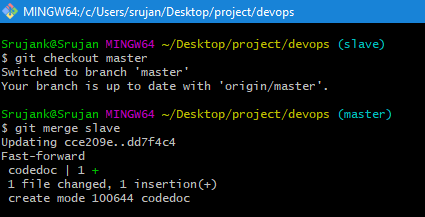 MINGW64:/c/Users/srujan/Desktop/project/devops
Srujank@Srujan MINGW64 ~/Desktop/project/devops (slave)
$ git checkout master
Switched to branch 'master'
Your branch is up to date with 'origin/master'.
Srujank@Srujan MINGW64 ~/Desktop/project/devops (master)
$ git merge slave
Updating cce209e..dd7f4c4
Fast-forward
codedoc | 1 +
1 file changed, 1 insertion(+)
create mode 100644 codedoc